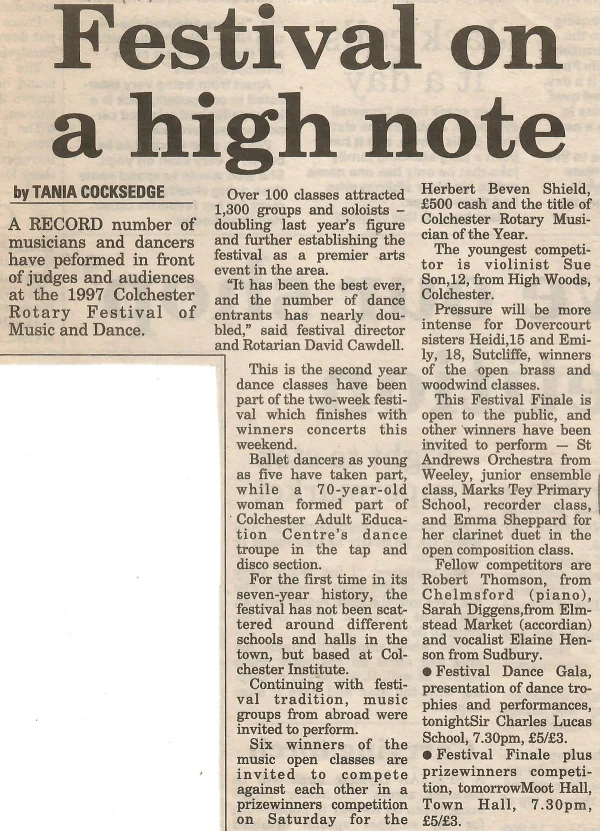 Festival on
a high note
by TANIA COCKSEDGE
A RECORD number of
musicians and dancers
have peformed in front
of judges and audiences
at the 1997 Colchester
Rotary Festival of
Music and Dance.
Over 100 classes attracted
1,300 groups and soloists –
doubling last year's figure
and further establishing the
festival as a premier arts
event in the area.
"It has been the best ever,
and the number of dance
entrants has nearly dou-
bled," said festival director
and Rotarian David Cawdell.
This is the second year
dance classes have been
part of the two-week festi-
val which finishes with
winners concerts this
weekend.
Ballet dancers as young
as five have taken part,
while a 70-year-old
woman formed part of
Colchester Adult Educa-
tion Centre's dance
troupe in the tap and
disco section.
For the first time in its
seven-year history, the
festival has not been scat-
tered around different
schools and halls in the
town, but based at Col-
chester Institute.
Continuing with festi-
val tradition, music
groups from abroad were
invited to perform.
Six winners of the
music open classes are
invited to compete
against each other in a
prizewinners competition
on Saturday for the
Herbert Beven Shield,
£500 cash and the title of
Colchester Rotary Musi-
cian of the Year.
The youngest competi-
tor is violinist Sue
Son,12, from High Woods,
Colchester.
Pressure will be more
intense for Dovercourt
sisters Heidi,15 and Emi-
ly, 18, Sutcliffe, winners
of the open brass and
woodwind classes.
This Festival Finale is
open to the public, and
other winners have been
invited to perform — St
Andrews Orchestra from
Weeley, junior ensemble
class, Marks Tey Primary
School, recorder class,
and Emma Sheppard for
her clarinet duet in the
open composition class.
Fellow competitors are
Robert Thomson, from
Chelmsford (piano),
Sarah Diggens,from Elm-
stead Market (accordian)
and vocalist Elaine Hen-
son from Sudbury.
● Festival Dance Gala,
presentation of dance tro-
phies and performances,
tonightSir Charles Lucas
School, 7.30pm, £5/£3.
● Festival Finale plus
prizewinners competi-
tion, tomorrowMoot Hall,
Town Hall, 7.30pm,
£5/£3.